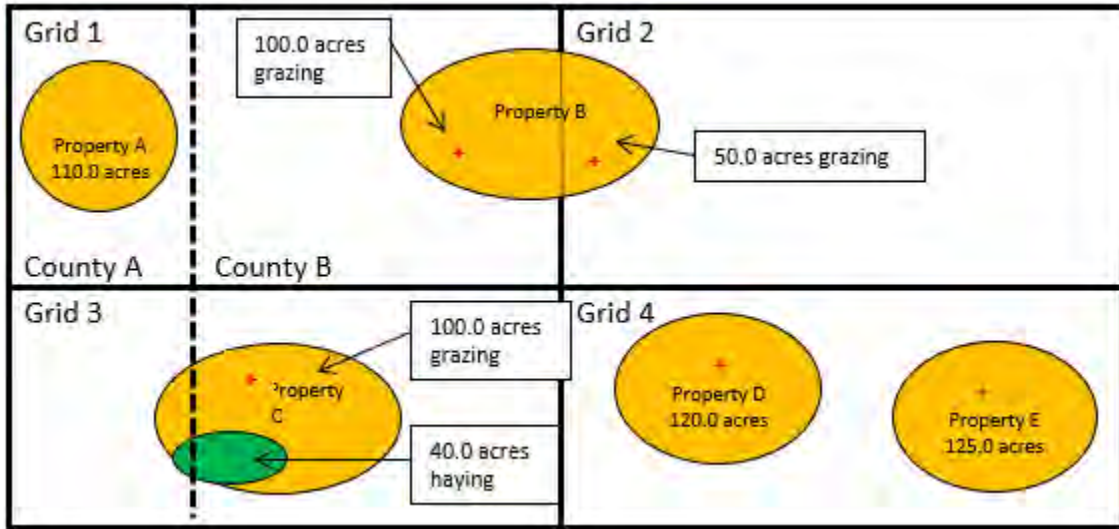 Grid 1
100.0 acres
grazing
Grid 2
Property A
110.0 acres
Property B
50.0 acres grazing
County A
County B
Grid 3
100.0 acres
grazing
Property
C
40.0 acres
haying
Grid 4
Property D
120.0 acres
Property E
125.0 acres